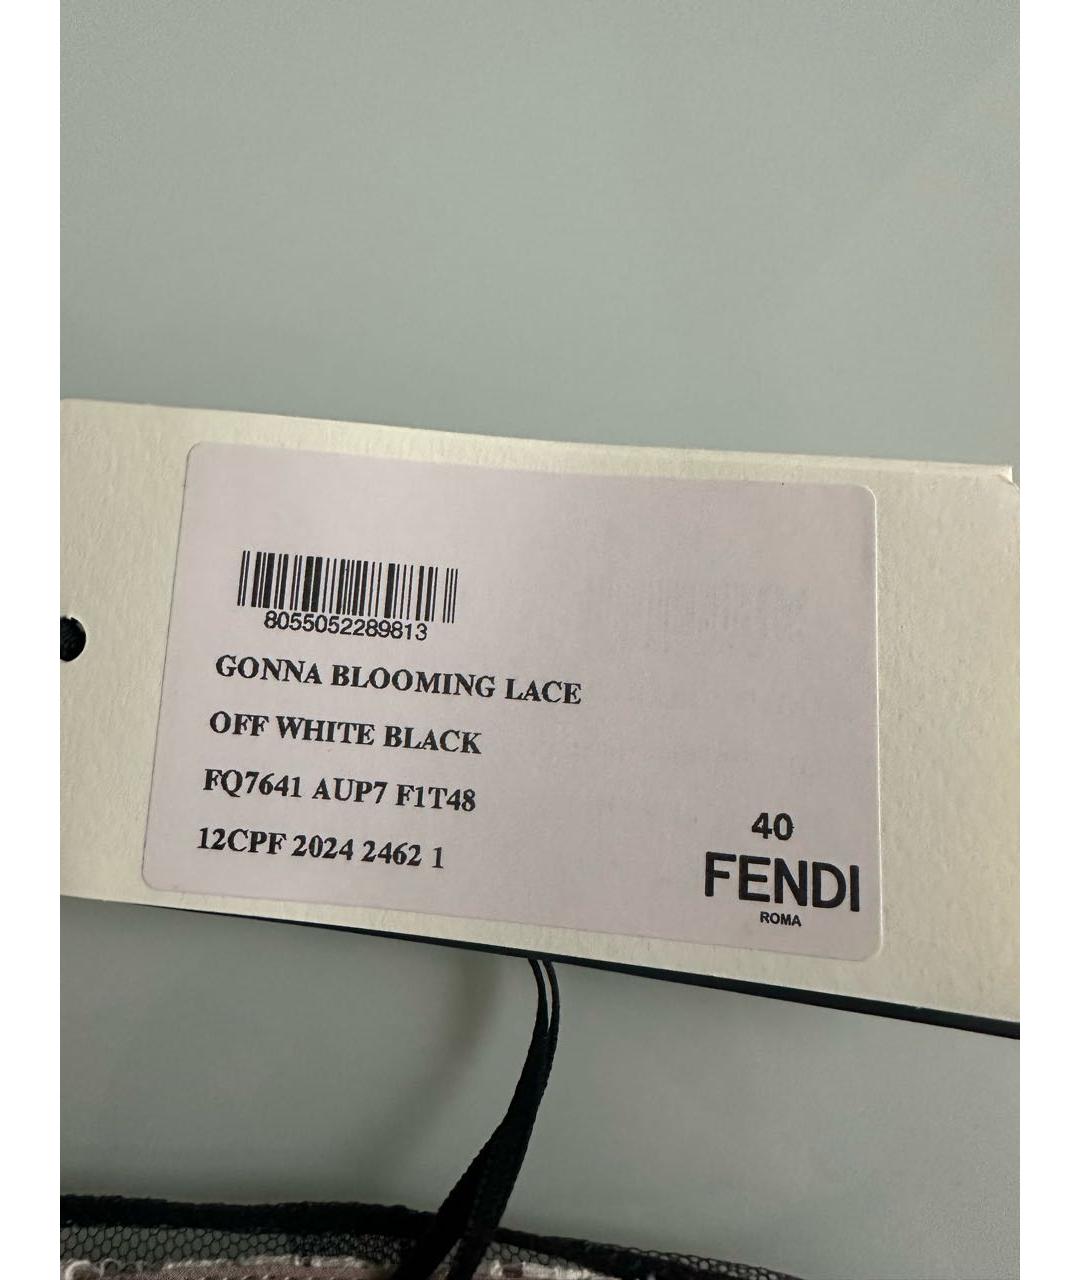 8055052289813
GONNA BLOOMING LACE
OFF WHITE BLACK
FQ7641 AUP7 F1T48
12CPF 2024 2462 1
40
FENDI
ROMA